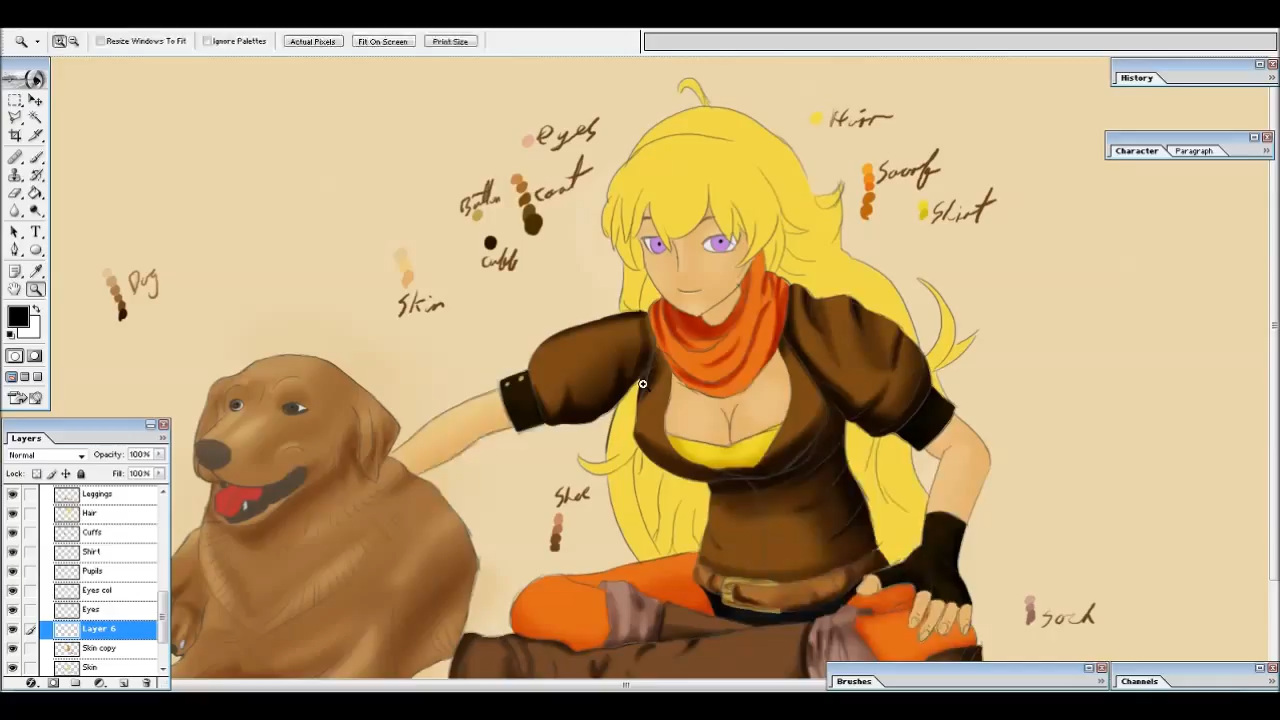 Resize Windows To Fit
Ignore Palettes
Actual Pixels
Fit On Screen
Print Size
History
Character
Paragraph
Hair
eyes
Coat
Button
Scarf
Shirt
Cuff
Dog
Skin
Layers
Normal
Opacity: 100%
Lock:
Fill: 100%
Leggings
Hair
Cuffs
Shirt
Pupils
Eyes col
Eyes
Layer 6
Skin copy
Skin
Shoe
Sock
Brushes
Channels